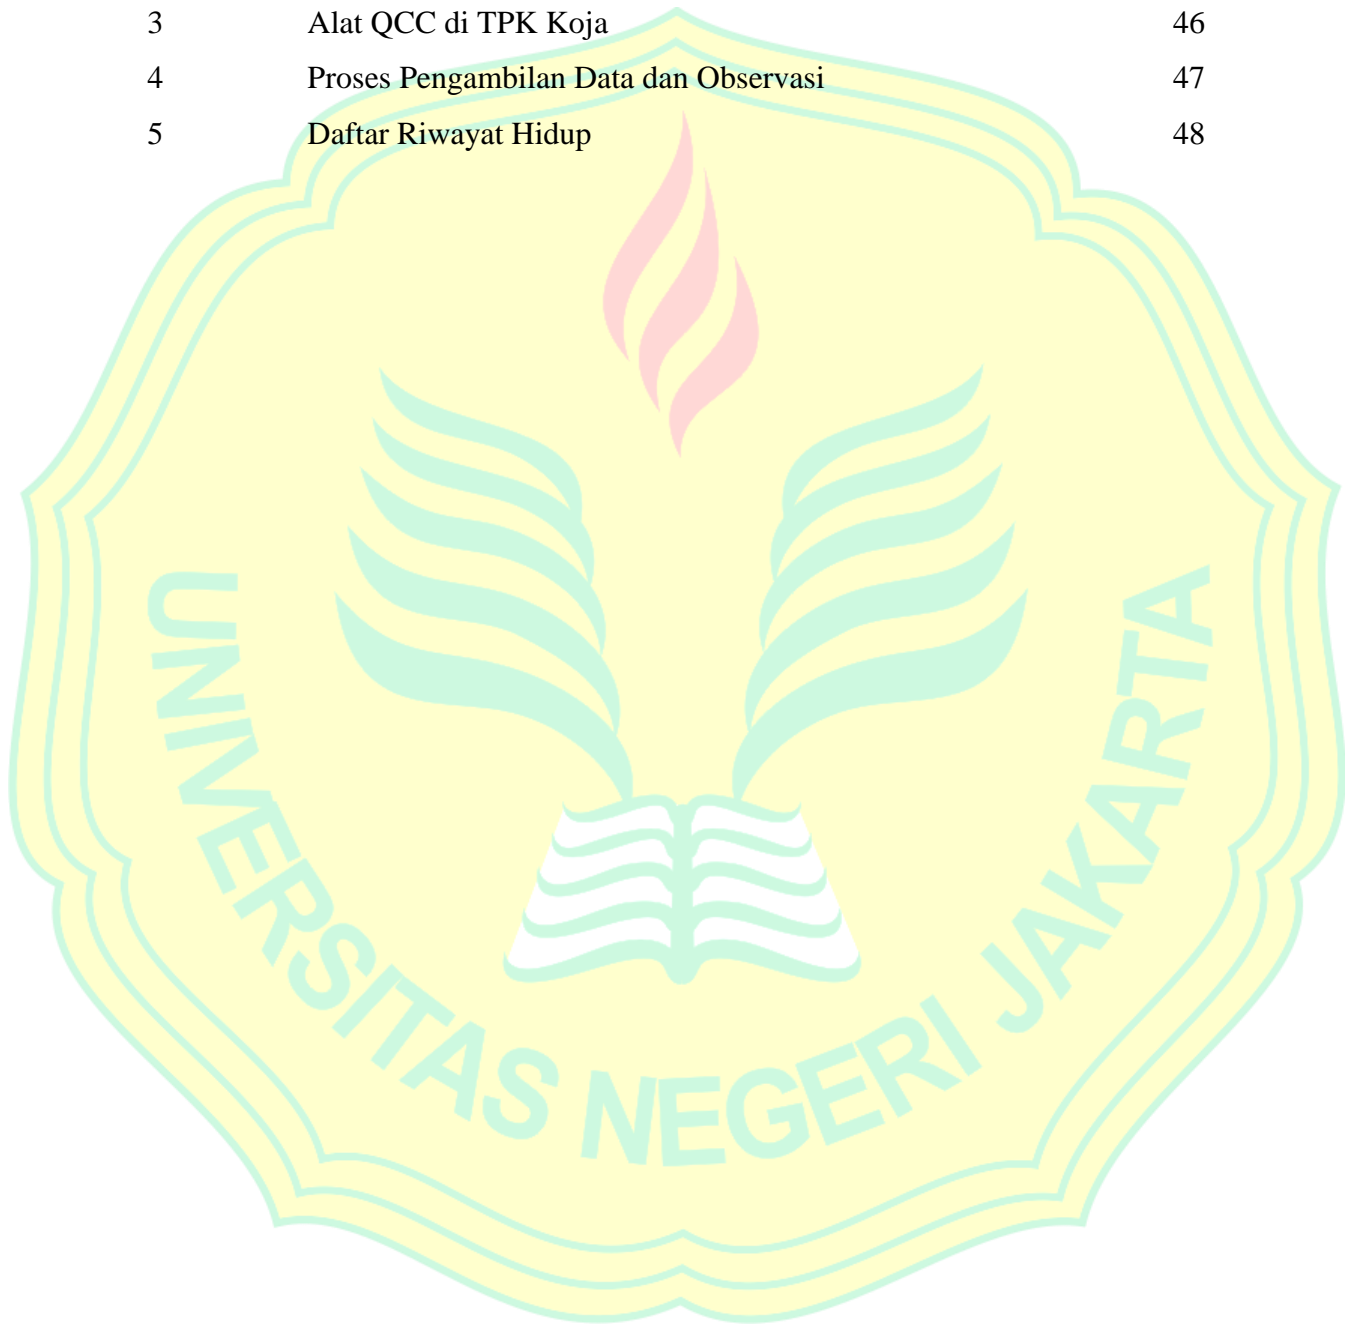 3 Alat QCC di TPK Koja 46
4 Proses Pengambilan Data dan Observasi 47
5 Daftar Riwayat Hidup 48
UNIVERSITAS NEGERI JAKARTA